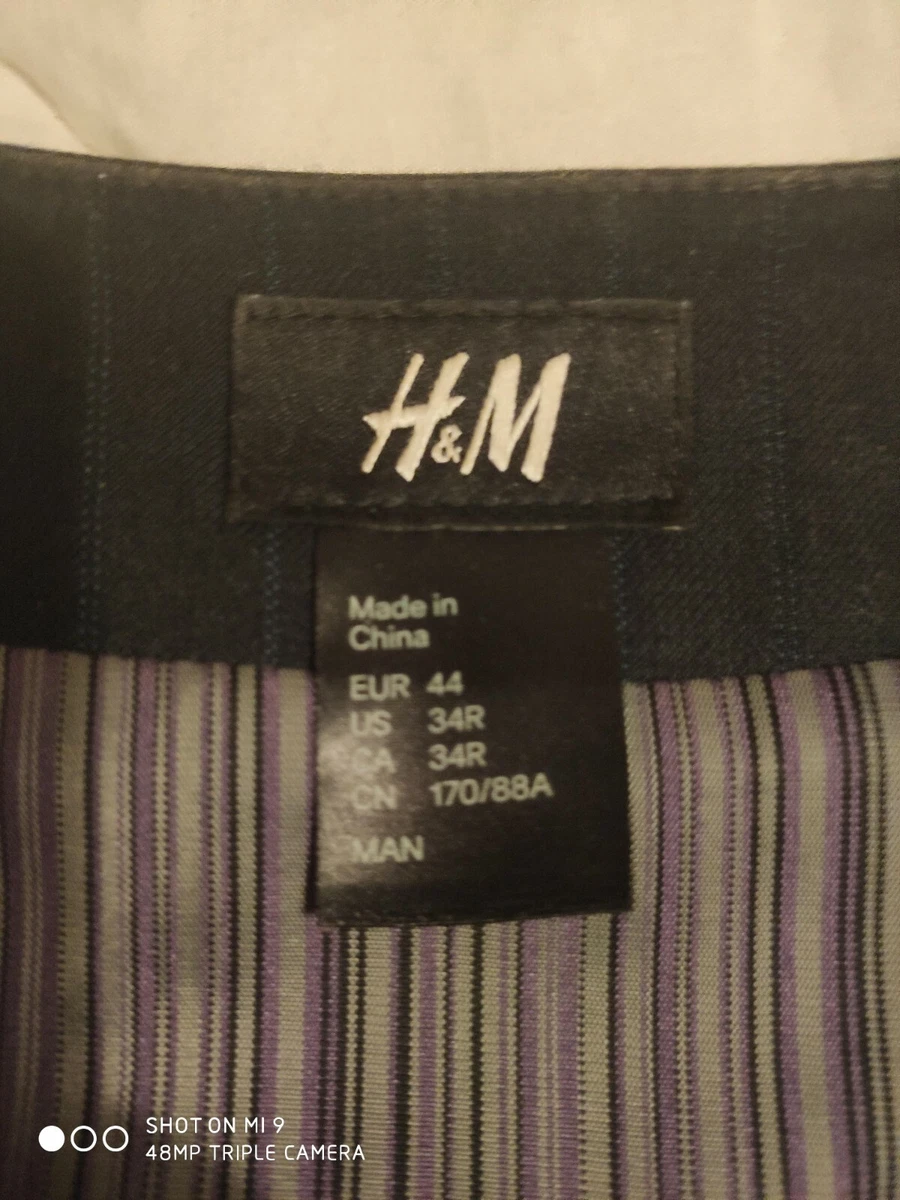 H&M
Made in
China
EUR 44
US 34R
CA 34R
CN 170/88A
MAN
SHOT ON MI 9
48MP TRIPLE CAMERA